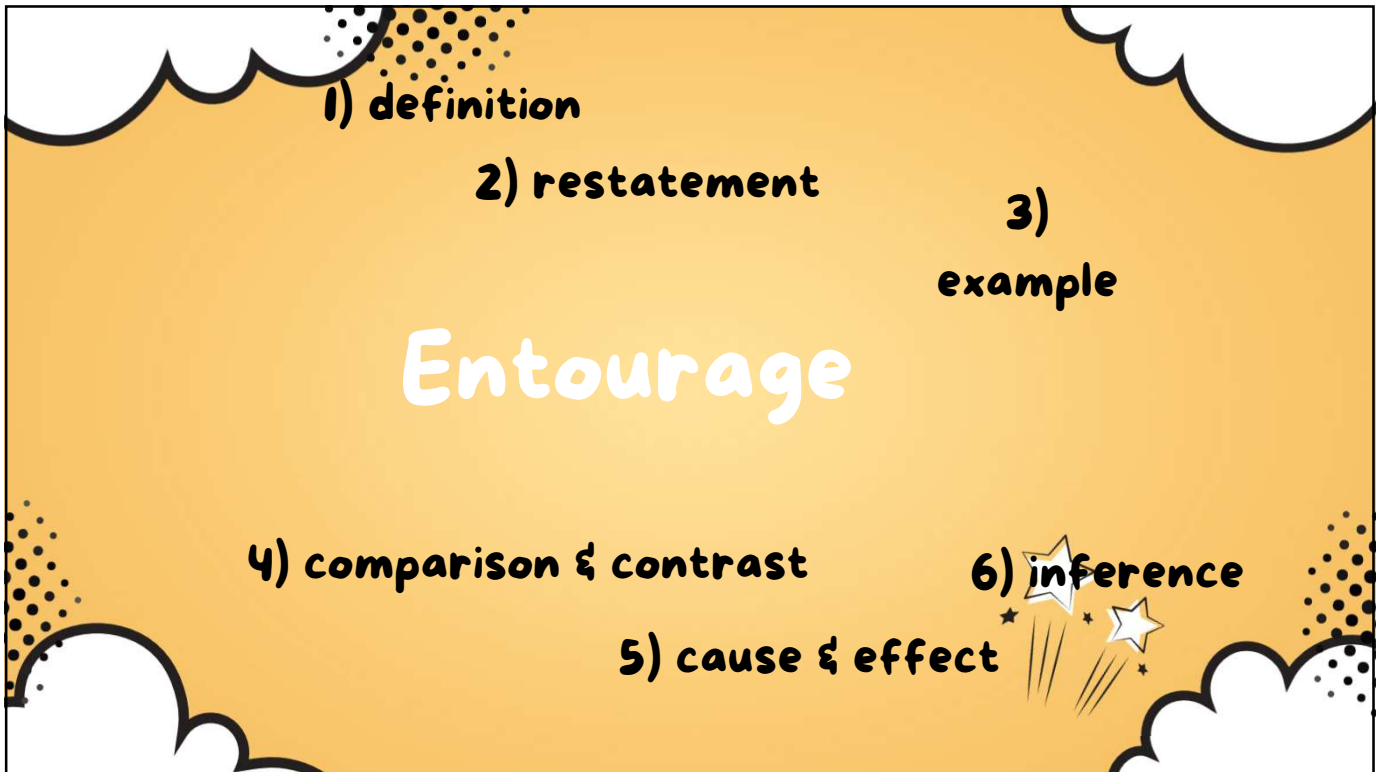 1) definition
2) restatement
3)
example
Entourage
4) comparison & contrast
6) inference
5) cause & effect